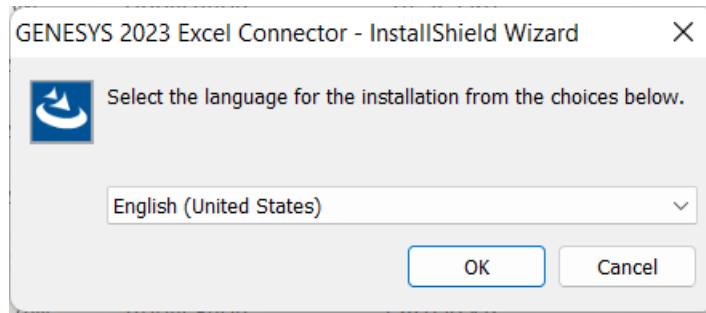 GENESYS 2023 Excel Connector - InstallShield Wizard
Select the language for the installation from the choices below.
English (United States)
OK
Cancel